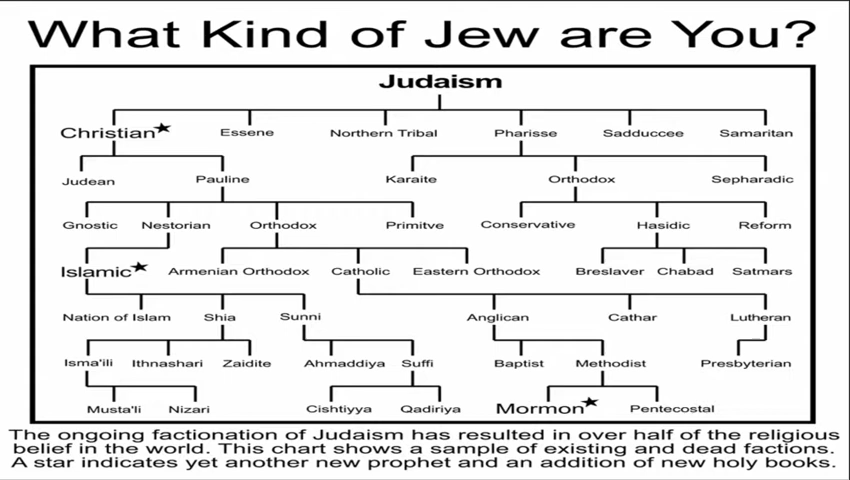 What Kind of Jew are You?
Judaism
Christian★ Essene Northern Tribal Pharisse Sadduccee Samaritan
Judean Pauline Karaite Orthodox Sepharadic
Gnostic Nestorian Orthodox Primitve Conservative Hasidic Reform
Islamic★ Armenian Orthodox Catholic Eastern Orthodox Breslaver Chabad Satmars
Nation of Islam Shia Sunni Anglican Cathar Lutheran
Isma'ili Ithnashari Zaidite Ahmaddiya Suffi Baptist Methodist Presbyterian
Musta'li Nizari Cishtiyya Qadiriya Mormon★ Pentecostal
The ongoing factionation of Judaism has resulted in over half of the religious
belief in the world. This chart shows a sample of existing and dead factions.
A star indicates yet another new prophet and an addition of new holy books.